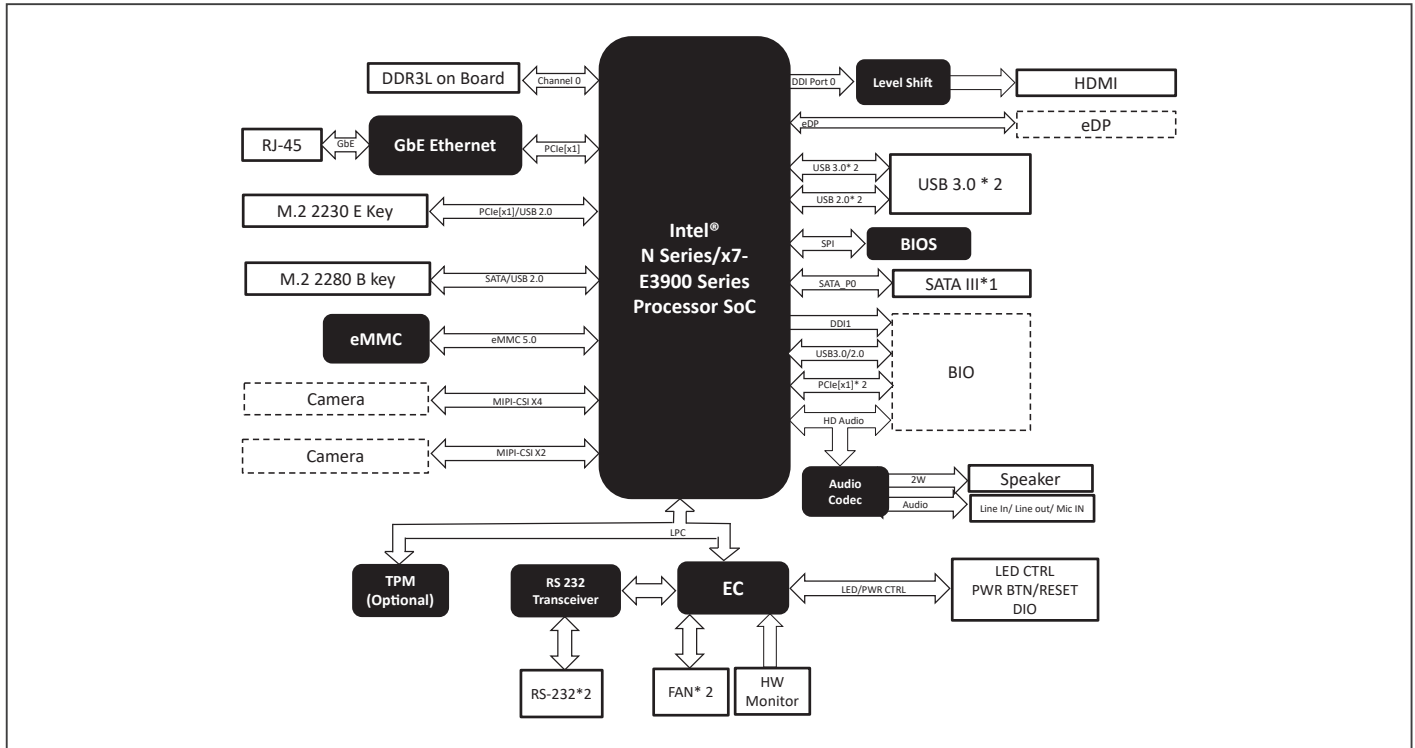 DDR3L on Board
Channel 0
RJ-45
GbE
GbE Ethernet
PCIe[x1]
M.2 2230 E Key
PCIe[x1]/USB 2.0
M.2 2280 B key
SATA/USB 2.0
eMMC
eMMC 5.0
Camera
MIPI-CSI X4
Camera
MIPI-CSI X2
Intel®
N Series/x7-
E3900 Series
Processor SoC
DDI Port 0
Level Shift
HDMI
eDP
eDP
USB 3.0* 2
USB 2.0* 2
USB 3.0 * 2
SPI
BIOS
SATA_P0
SATA III*1
DDI1
USB3.0/2.0
PCIe[x1]* 2
HD Audio
BIO
Audio
Codec
2W
Speaker
Audio
Line In/ Line out/ Mic IN
LPC
TPM
(Optional)
RS 232
Transceiver
EC
LED/PWR CTRL
LED CTRL
PWR BTN/RESET
DIO
RS-232*2
FAN* 2
HW
Monitor